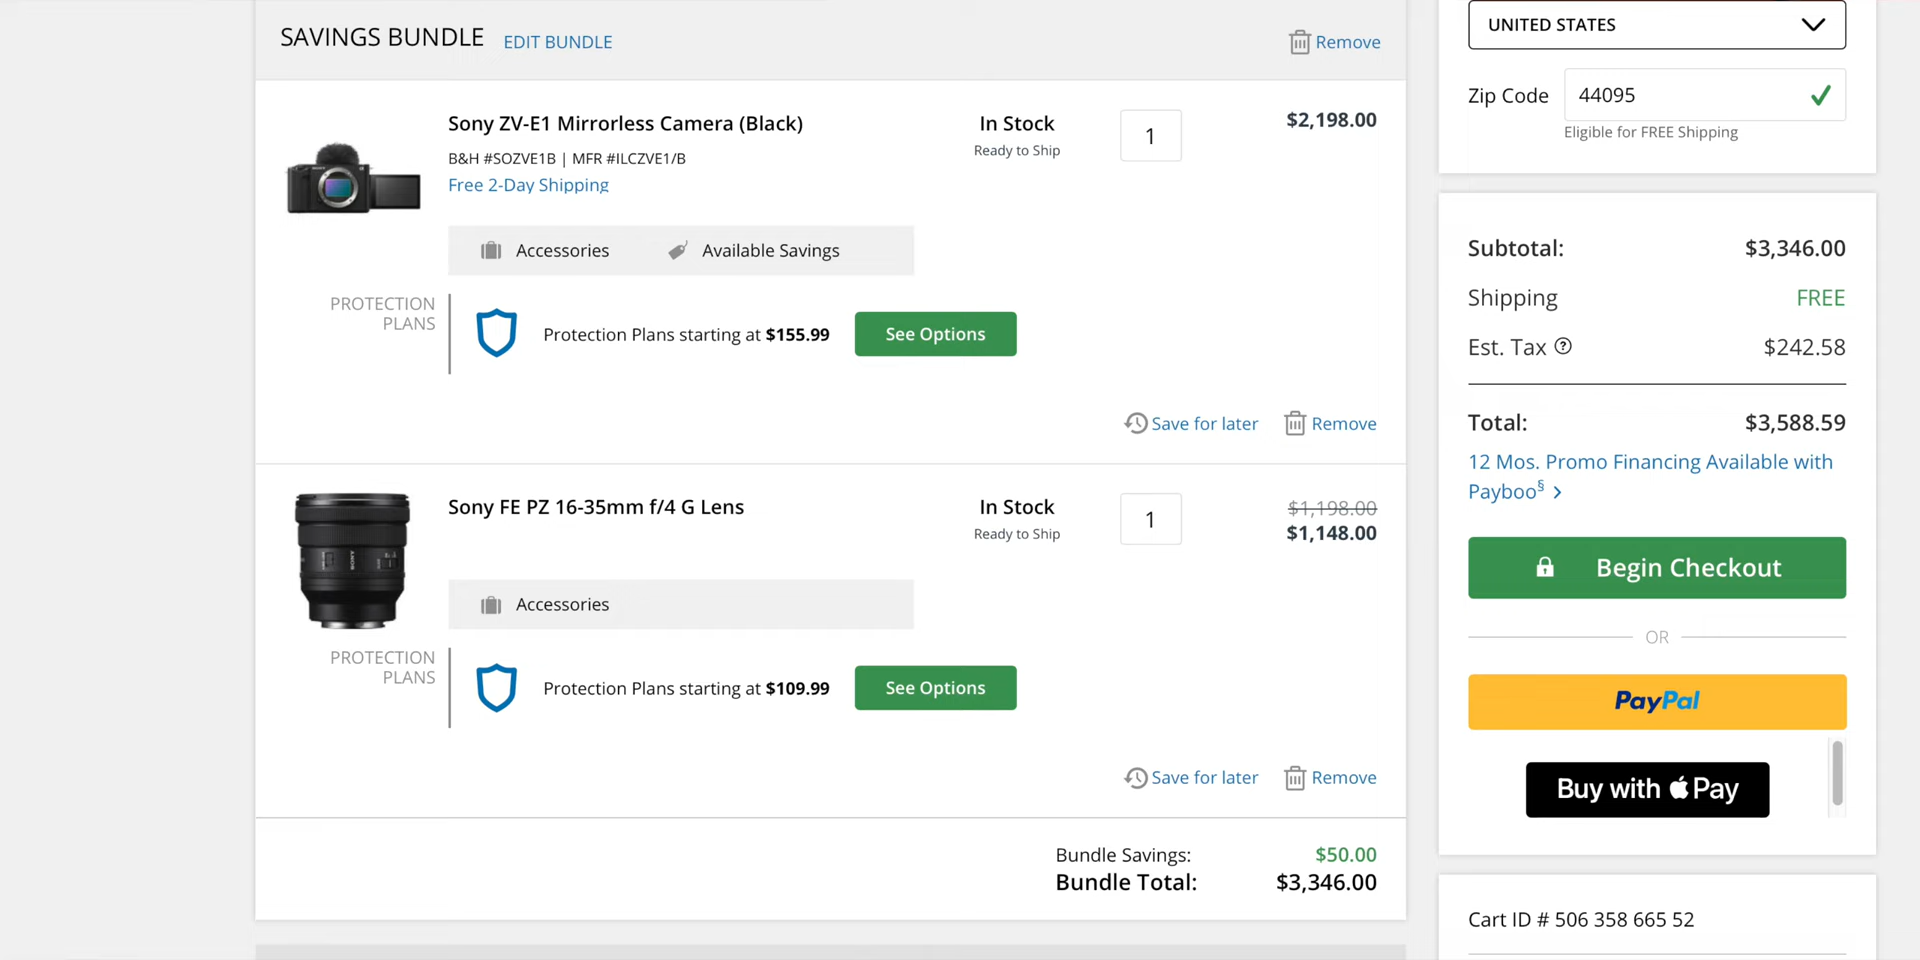 SAVINGS BUNDLE EDIT BUNDLE
Remove
Sony ZV-E1 Mirrorless Camera (Black)
In Stock
1
$2,198.00
B&H #SOZVE1B | MFR #ILCZVE1/B
Ready to Ship
Free 2-Day Shipping
Accessories
Available Savings
PROTECTION
PLANS
Protection Plans starting at $155.99
See Options
Save for later
Remove
Sony FE PZ 16-35mm f/4 G Lens
In Stock
Ready to Ship
1
$1,198.00
$1,148.00
SONY
Accessories
PROTECTION
PLANS
Protection Plans starting at $109.99
See Options
Save for later
Remove
Bundle Savings: $50.00
Bundle Total: $3,346.00
UNITED STATES
Zip Code 44095
Eligible for FREE Shipping
Subtotal: $3,346.00
Shipping FREE
Est. Tax ? $242.58
Total: $3,588.59
12 Mos. Promo Financing Available with
Payboo§ >
Begin Checkout
OR
PayPal
Buy with Pay
Cart ID # 506 358 665 52